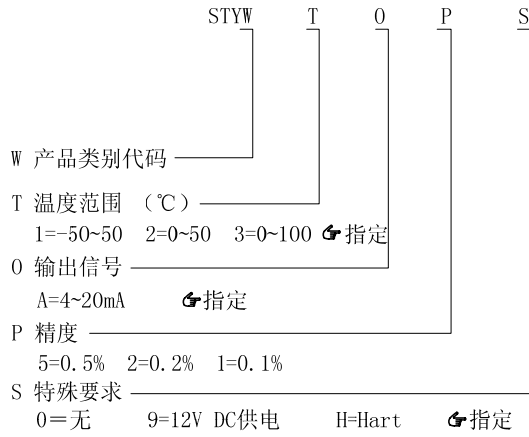 STYW T O P S
W 产品类别代码
T 温度范围 （℃）
1=-50~50 2=0~50 3=0~100 ☞指定
O 输出信号
A=4~20mA ☞指定
P 精度
5=0.5% 2=0.2% 1=0.1%
S 特殊要求
0＝无 9=12V DC供电 H=Hart ☞指定